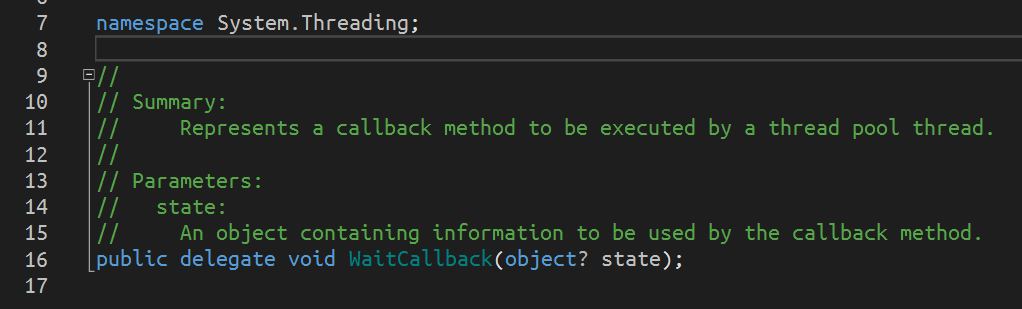 7 namespace System.Threading;
8
9 //
10 // Summary:
11 //     Represents a callback method to be executed by a thread pool thread.
12 //
13 // Parameters:
14 //   state:
15 //     An object containing information to be used by the callback method.
16 public delegate void WaitCallback(object? state);
17